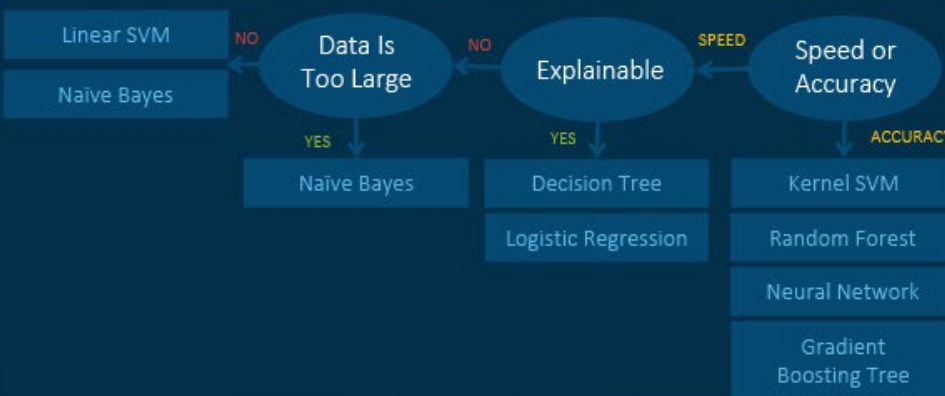 Linear SVM
NO
Data Is
Too Large
NO
Explainable
SPEED
Speed or
Accuracy
Naïve Bayes
YES
YES
ACCURACY
Naïve Bayes
Decision Tree
Kernel SVM
Logistic Regression
Random Forest
Neural Network
Gradient
Boosting Tree